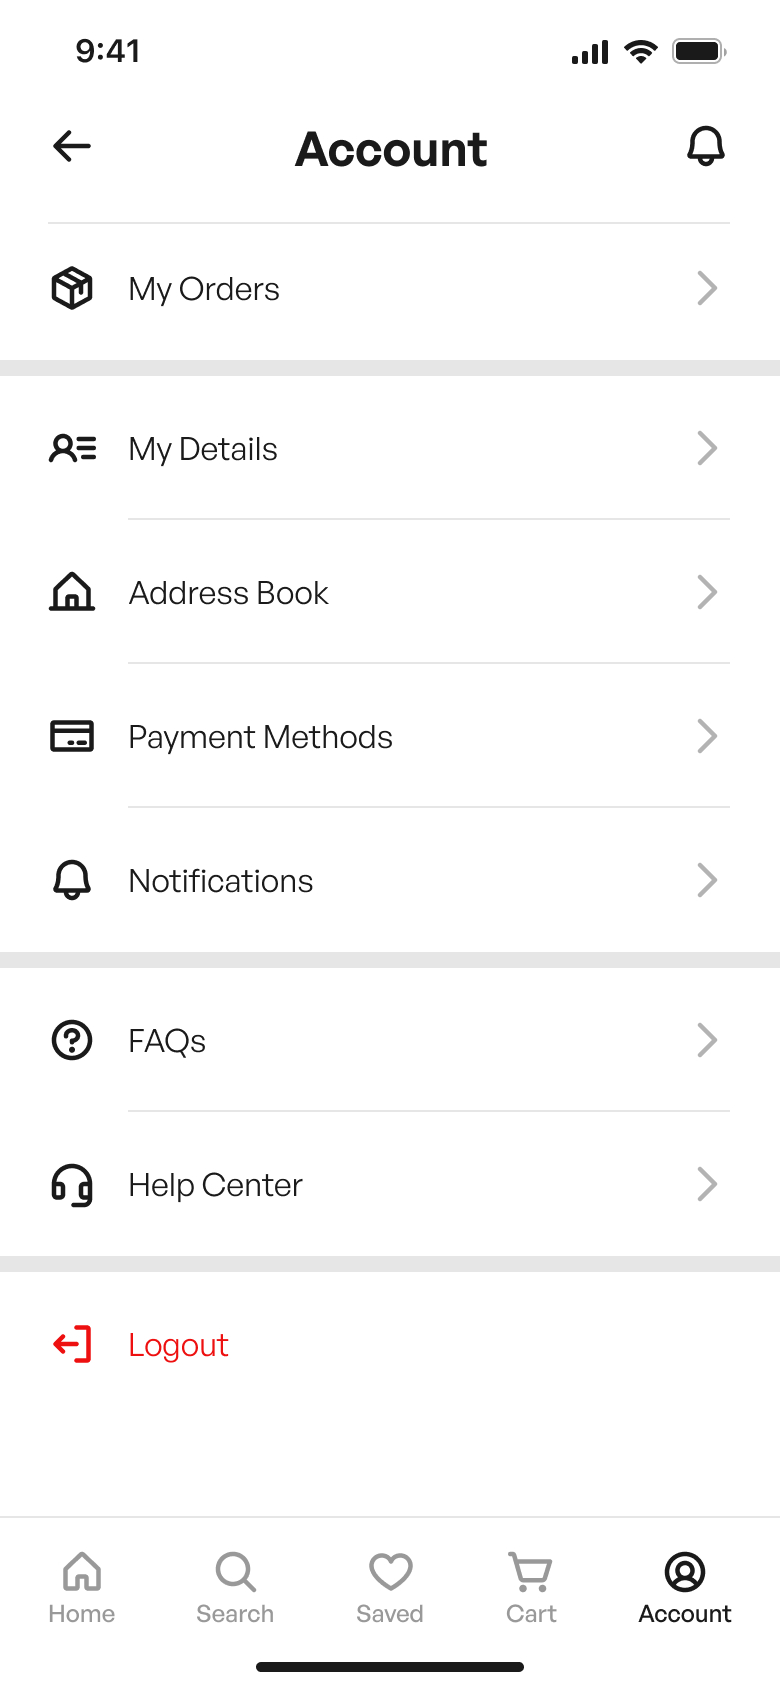 9:41
Account
My Orders
My Details
Address Book
Payment Methods
Notifications
FAQs
Help Center
Logout
Home Search Saved Cart Account